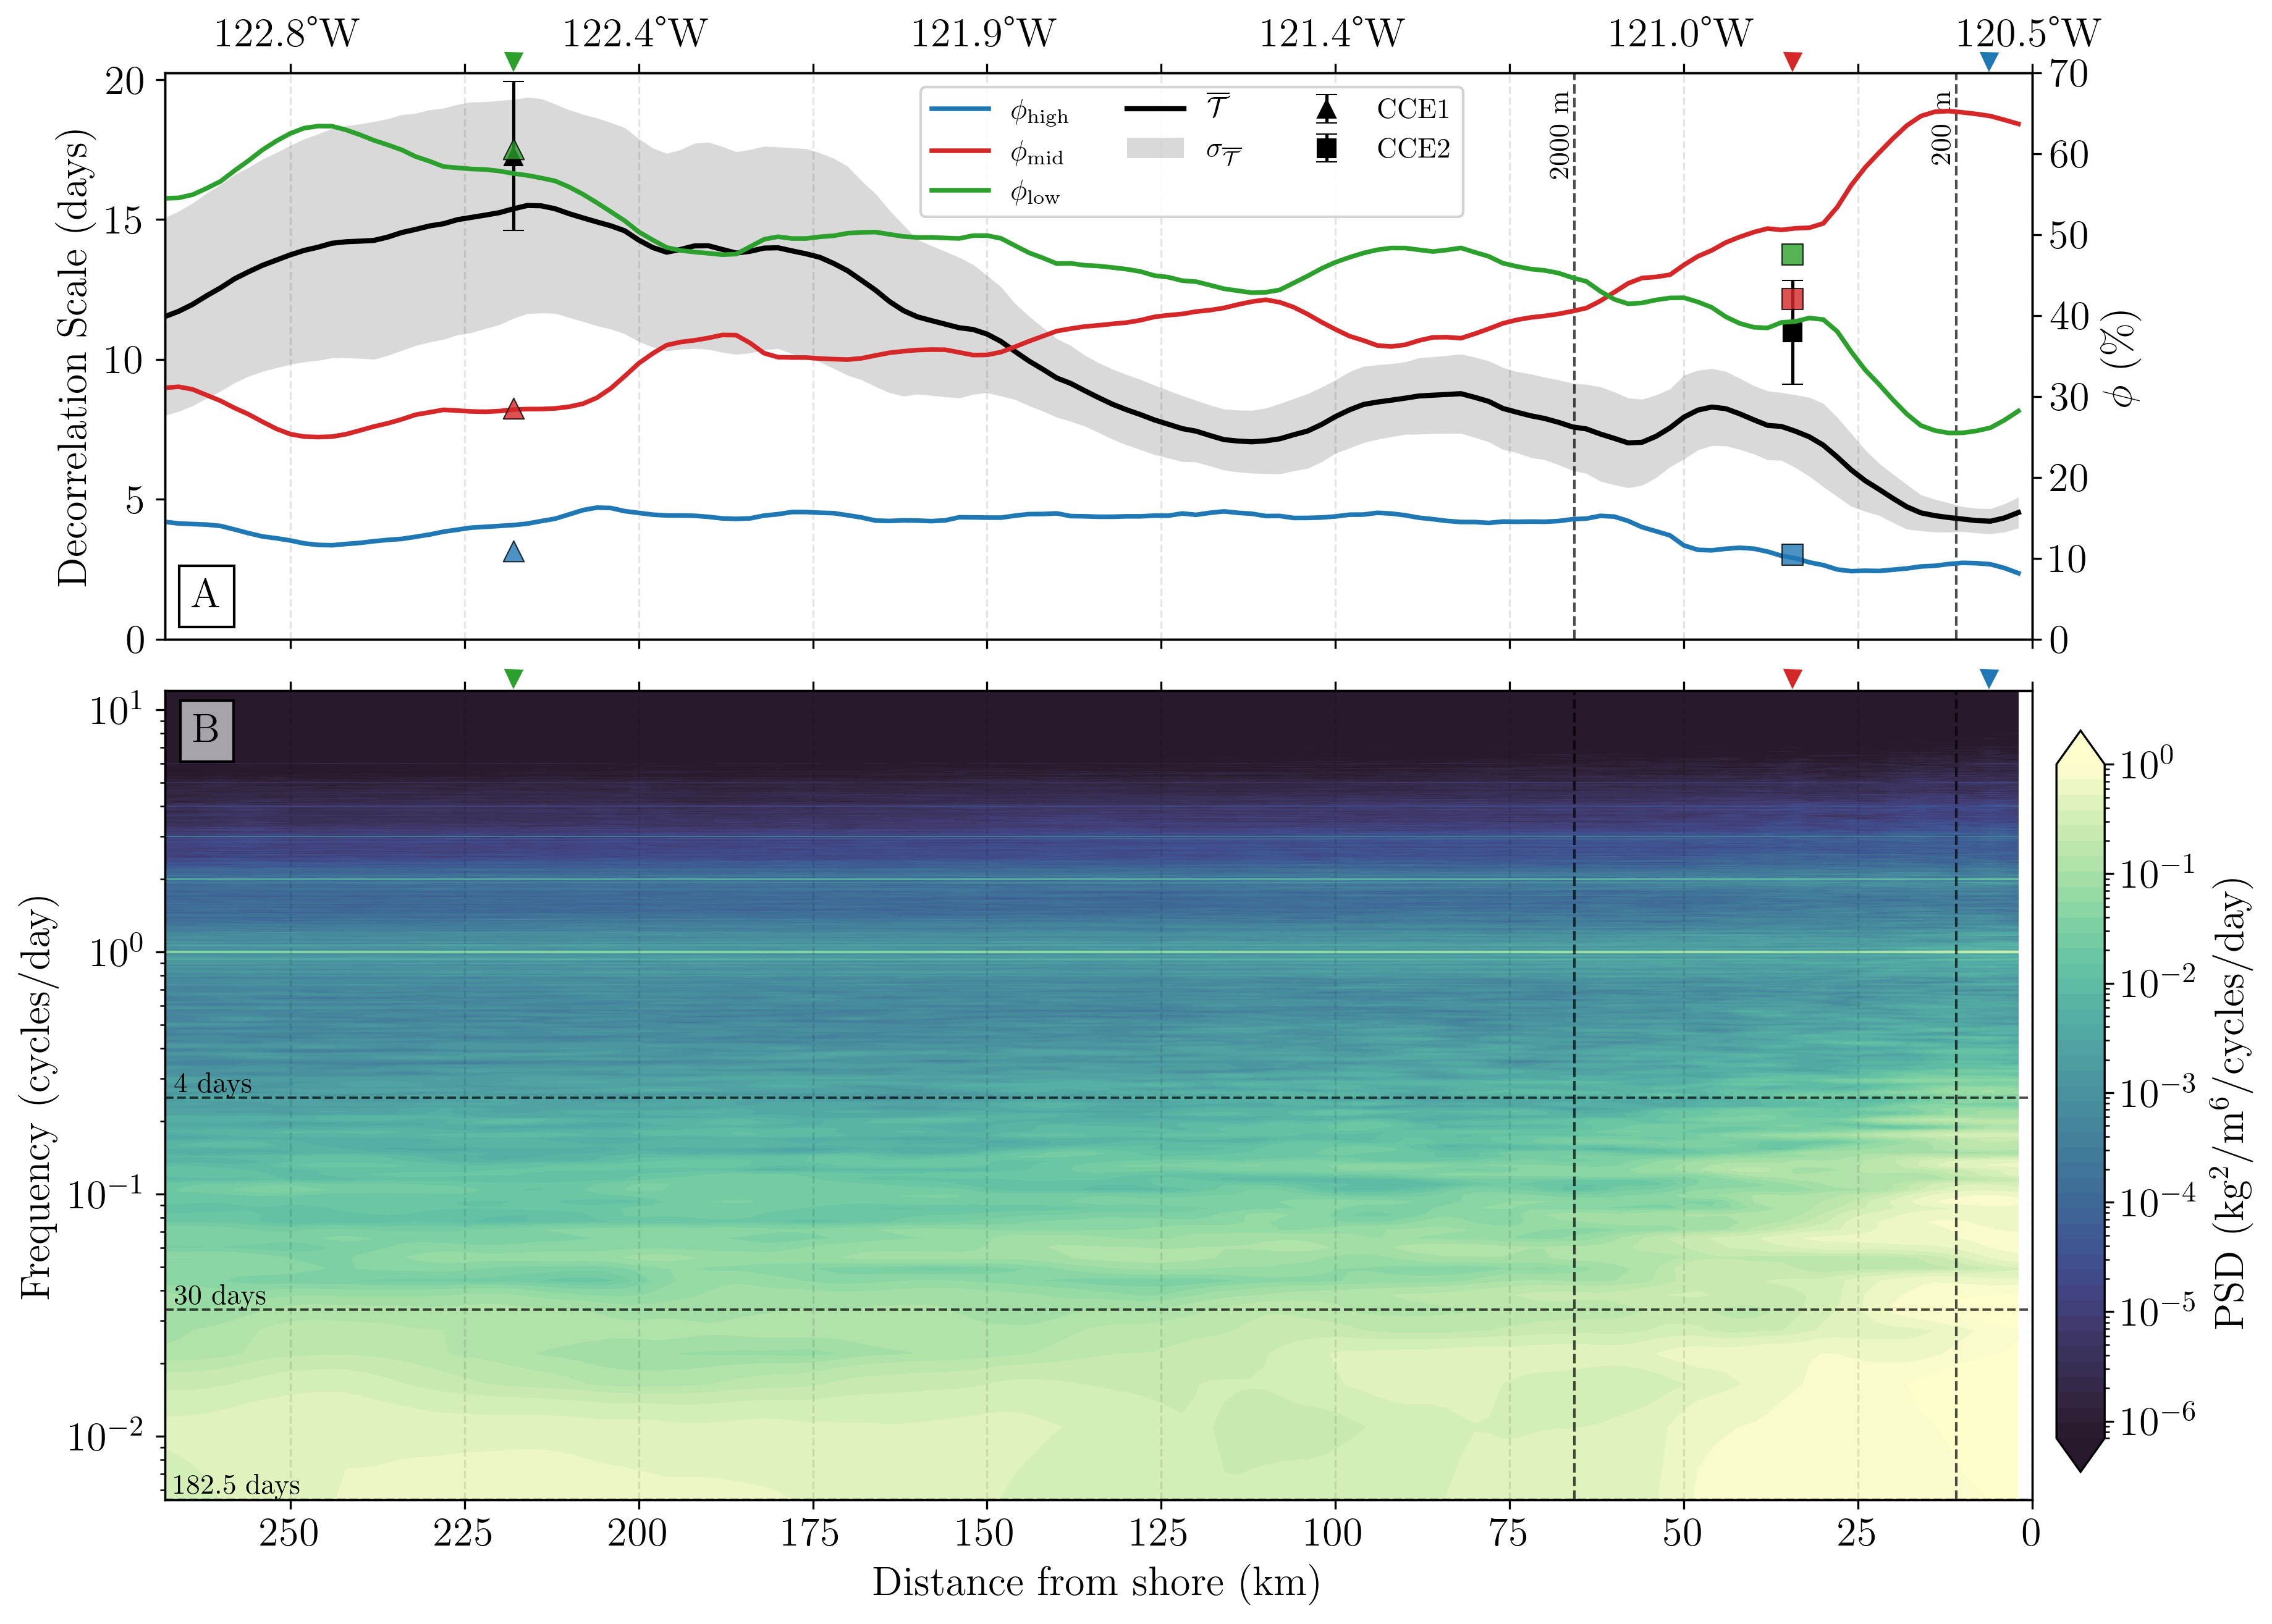 122.8°W 122.4°W 121.9°W 121.4°W 121.0°W 120.5°W
20
15
10
5
0
Decorrelation Scale (days)
ϕhigh
ϕmid
ϕlow
𝒯̅
σ𝒯̅
CCE1
CCE2
2000 m
200 m
70
60
50
40
30
20
10
0
ϕ (%)
A
B
10¹
10⁰
10⁻¹
10⁻²
Frequency (cycles/day)
4 days
30 days
182.5 days
250 225 200 175 150 125 100 75 50 25 0
Distance from shore (km)
10⁰
10⁻¹
10⁻²
10⁻³
10⁻⁴
10⁻⁵
10⁻⁶
PSD (kg²/m⁶/cycles/day)